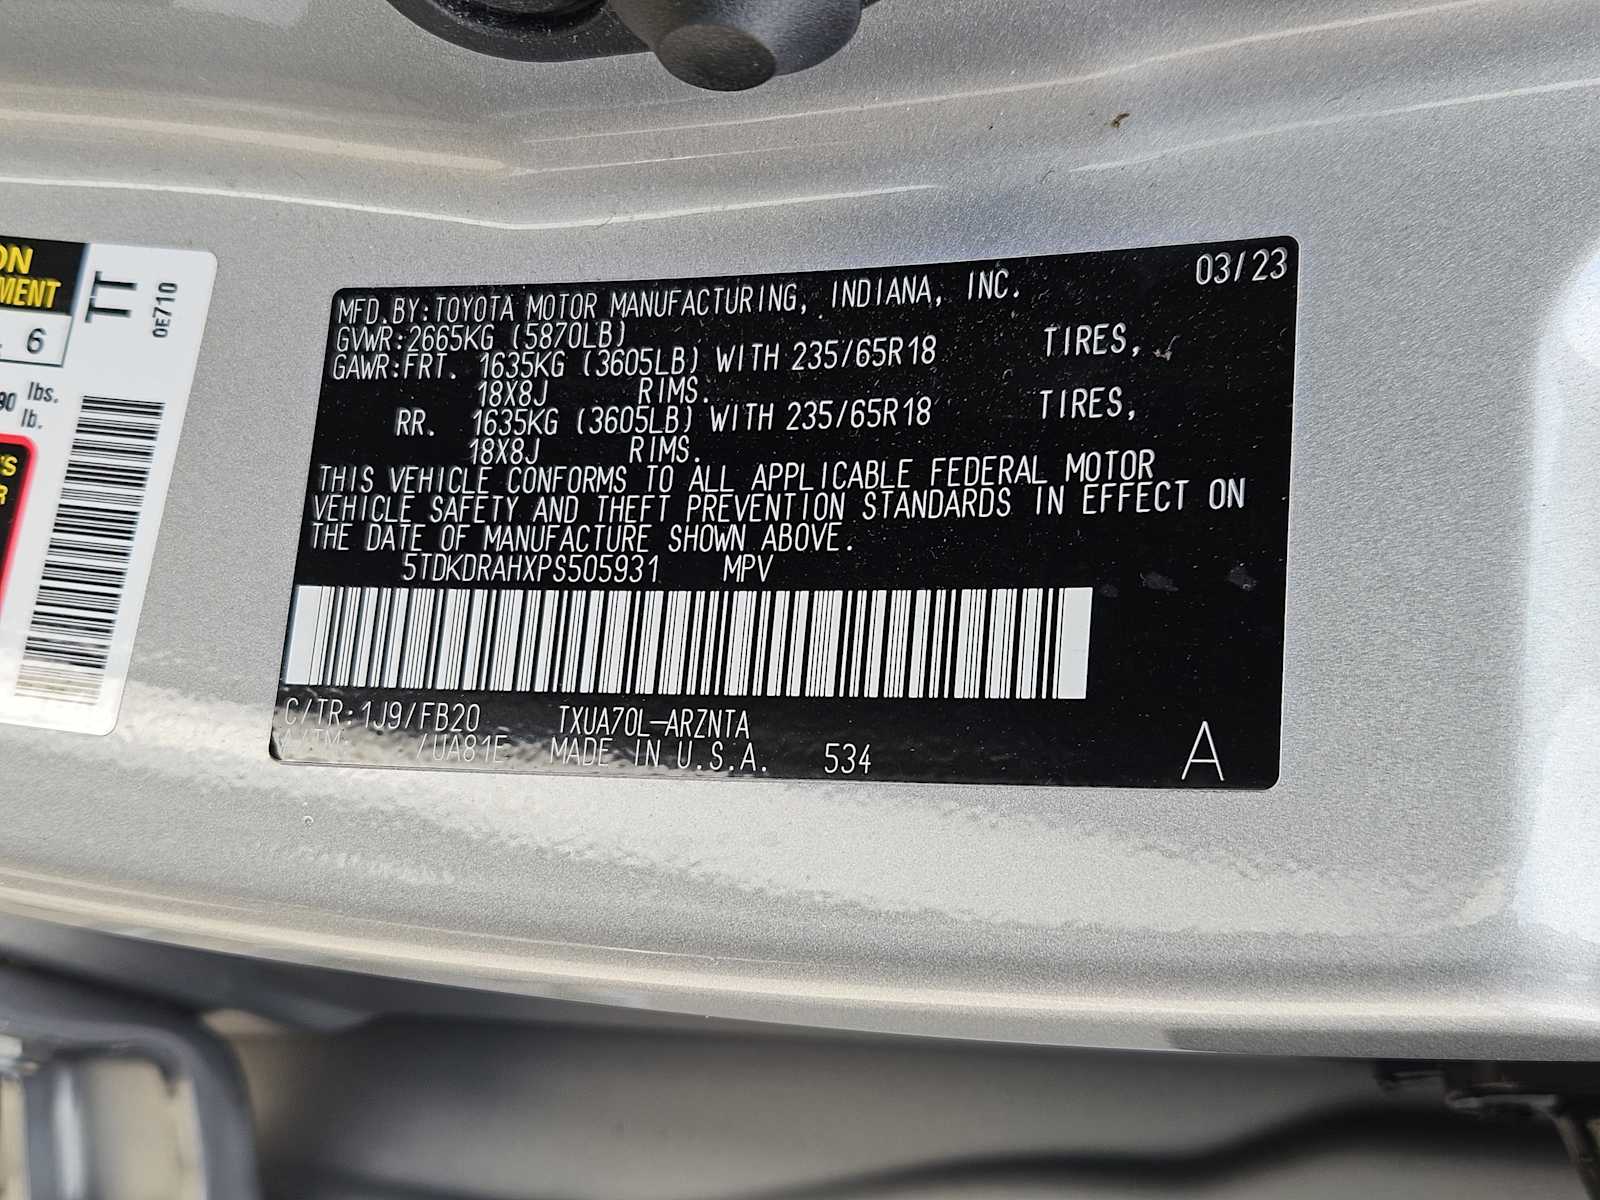 MFD.BY:TOYOTA MOTOR MANUFACTURING, INDIANA, INC. 03/23
GVWR:2665KG (5870LB)
GAWR:FRT. 1635KG (3605LB) WITH 235/65R18 TIRES,
18X8J RIMS.
RR. 1635KG (3605LB) WITH 235/65R18 TIRES,
18X8J RIMS.
THIS VEHICLE CONFORMS TO ALL APPLICABLE FEDERAL MOTOR
VEHICLE SAFETY AND THEFT PREVENTION STANDARDS IN EFFECT ON
THE DATE OF MANUFACTURE SHOWN ABOVE.
5TDKDRAHXPS505931 MPV
C/TR:1J9/FB20 TXUA70L-ARZNTA
A/TM: /UA81E MADE IN U.S.A. 534
A
TT
0E710
6
lbs.
lb.